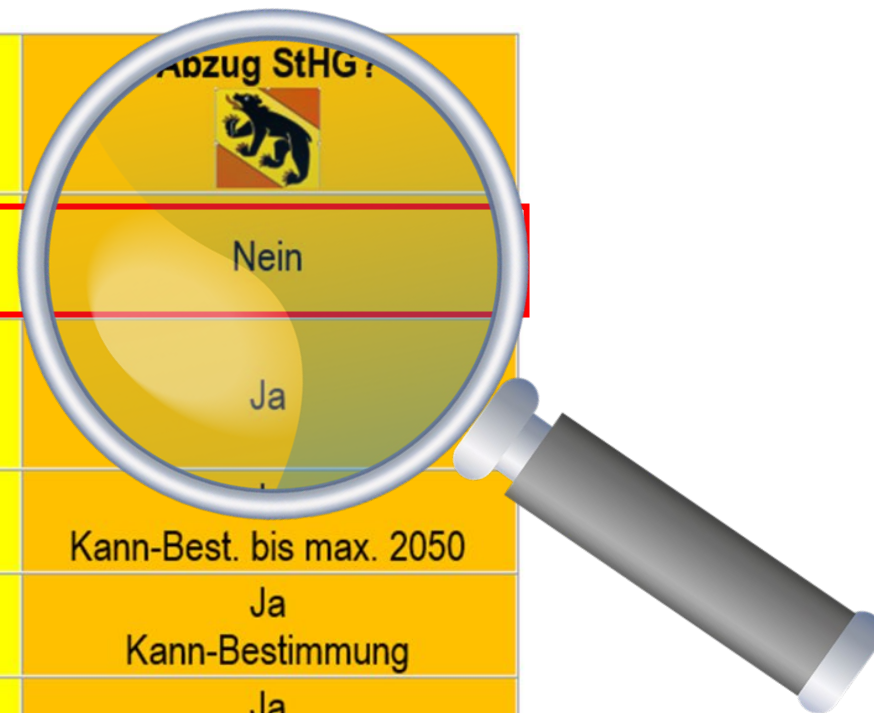 Abzug StHG?
Nein
Ja
Kann-Best. bis max. 2050
Ja
Kann-Bestimmung
Ja